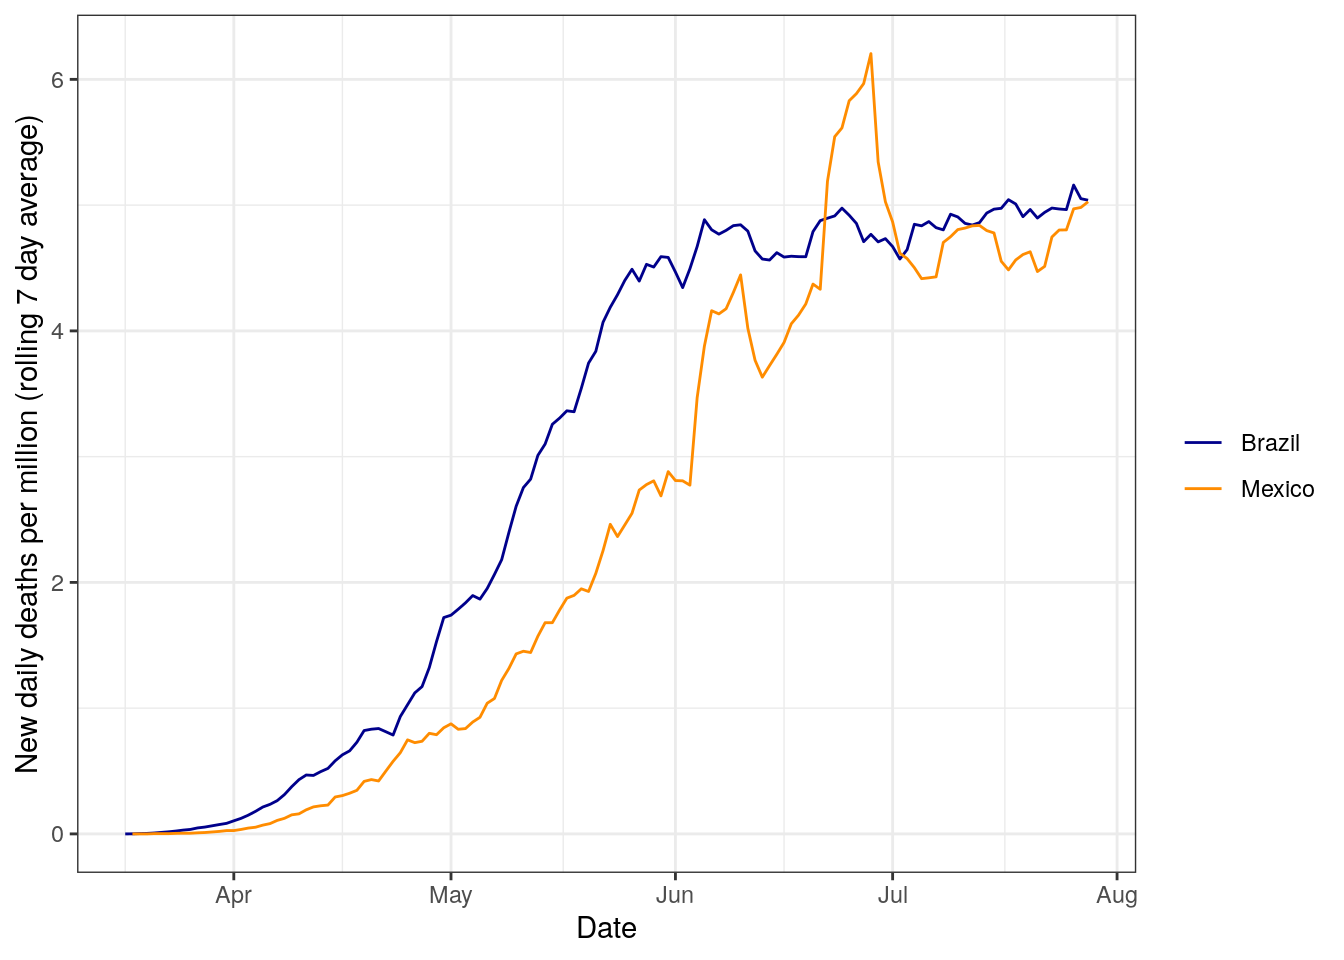 New daily deaths per million (rolling 7 day average)
6
4
2
0
Apr
May
Jun
Jul
Aug
Date
Brazil
Mexico